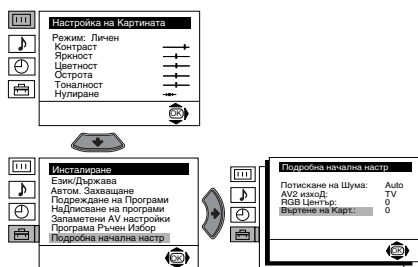 Настройка на Картината
Режим: Личен
Контраст
Яркност
Цветност
Острота
Тоналност
Нулиране
OK
Инсталиране
Език/Държава
Автом. Захващане
Подреждане на Програми
НаДписване на програми
Запаметени AV настройки
Програма Ръчен Избор
Подробна начална настр
OK
Подробна начална настр
Потискане на Шума: Auto
AV2 изхоД: TV
RGB Център: 0
Въртене на Карт.: 0
OK